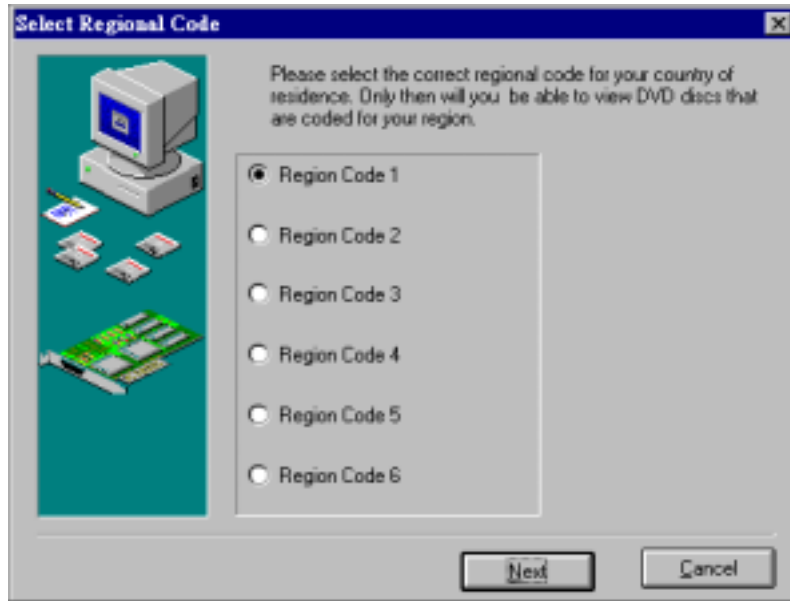 Select Regional Code
Please select the correct regional code for your country of
residence. Only then will you be able to view DVD discs that
are coded for your region.
Region Code 1
Region Code 2
Region Code 3
Region Code 4
Region Code 5
Region Code 6
Next
Cancel